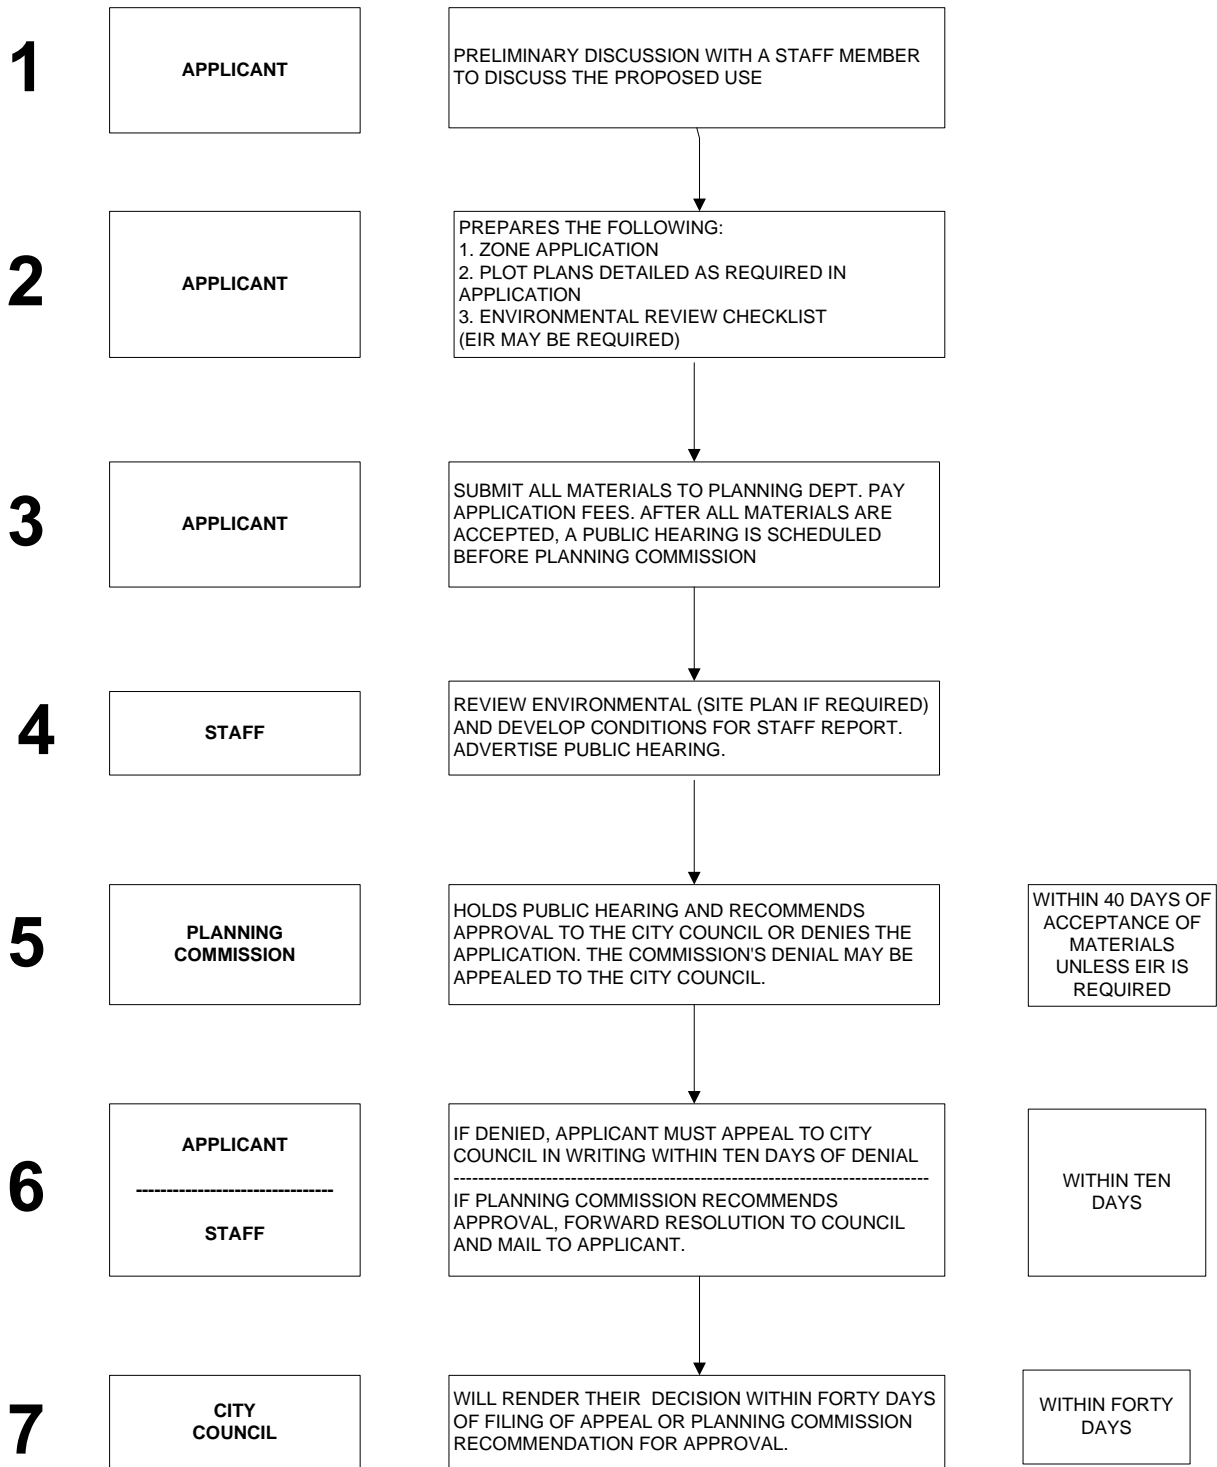 1
APPLICANT
PRELIMINARY DISCUSSION WITH A STAFF MEMBER
TO DISCUSS THE PROPOSED USE
2
APPLICANT
PREPARES THE FOLLOWING:
1. ZONE APPLICATION
2. PLOT PLANS DETAILED AS REQUIRED IN
APPLICATION
3. ENVIRONMENTAL REVIEW CHECKLIST
(EIR MAY BE REQUIRED)
3
APPLICANT
SUBMIT ALL MATERIALS TO PLANNING DEPT. PAY
APPLICATION FEES. AFTER ALL MATERIALS ARE
ACCEPTED, A PUBLIC HEARING IS SCHEDULED
BEFORE PLANNING COMMISSION
4
STAFF
REVIEW ENVIRONMENTAL (SITE PLAN IF REQUIRED)
AND DEVELOP CONDITIONS FOR STAFF REPORT.
ADVERTISE PUBLIC HEARING.
5
PLANNING
COMMISSION
HOLDS PUBLIC HEARING AND RECOMMENDS
APPROVAL TO THE CITY COUNCIL OR DENIES THE
APPLICATION. THE COMMISSION'S DENIAL MAY BE
APPEALED TO THE CITY COUNCIL.
WITHIN 40 DAYS OF
ACCEPTANCE OF
MATERIALS
UNLESS EIR IS
REQUIRED
6
APPLICANT
--------------------------------
STAFF
IF DENIED, APPLICANT MUST APPEAL TO CITY
COUNCIL IN WRITING WITHIN TEN DAYS OF DENIAL
------------------------------------------------------------------------------
IF PLANNING COMMISSION RECOMMENDS
APPROVAL, FORWARD RESOLUTION TO COUNCIL
AND MAIL TO APPLICANT.
WITHIN TEN
DAYS
7
CITY
COUNCIL
WILL RENDER THEIR  DECISION WITHIN FORTY DAYS
OF FILING OF APPEAL OR PLANNING COMMISSION
RECOMMENDATION FOR APPROVAL.
WITHIN FORTY
DAYS